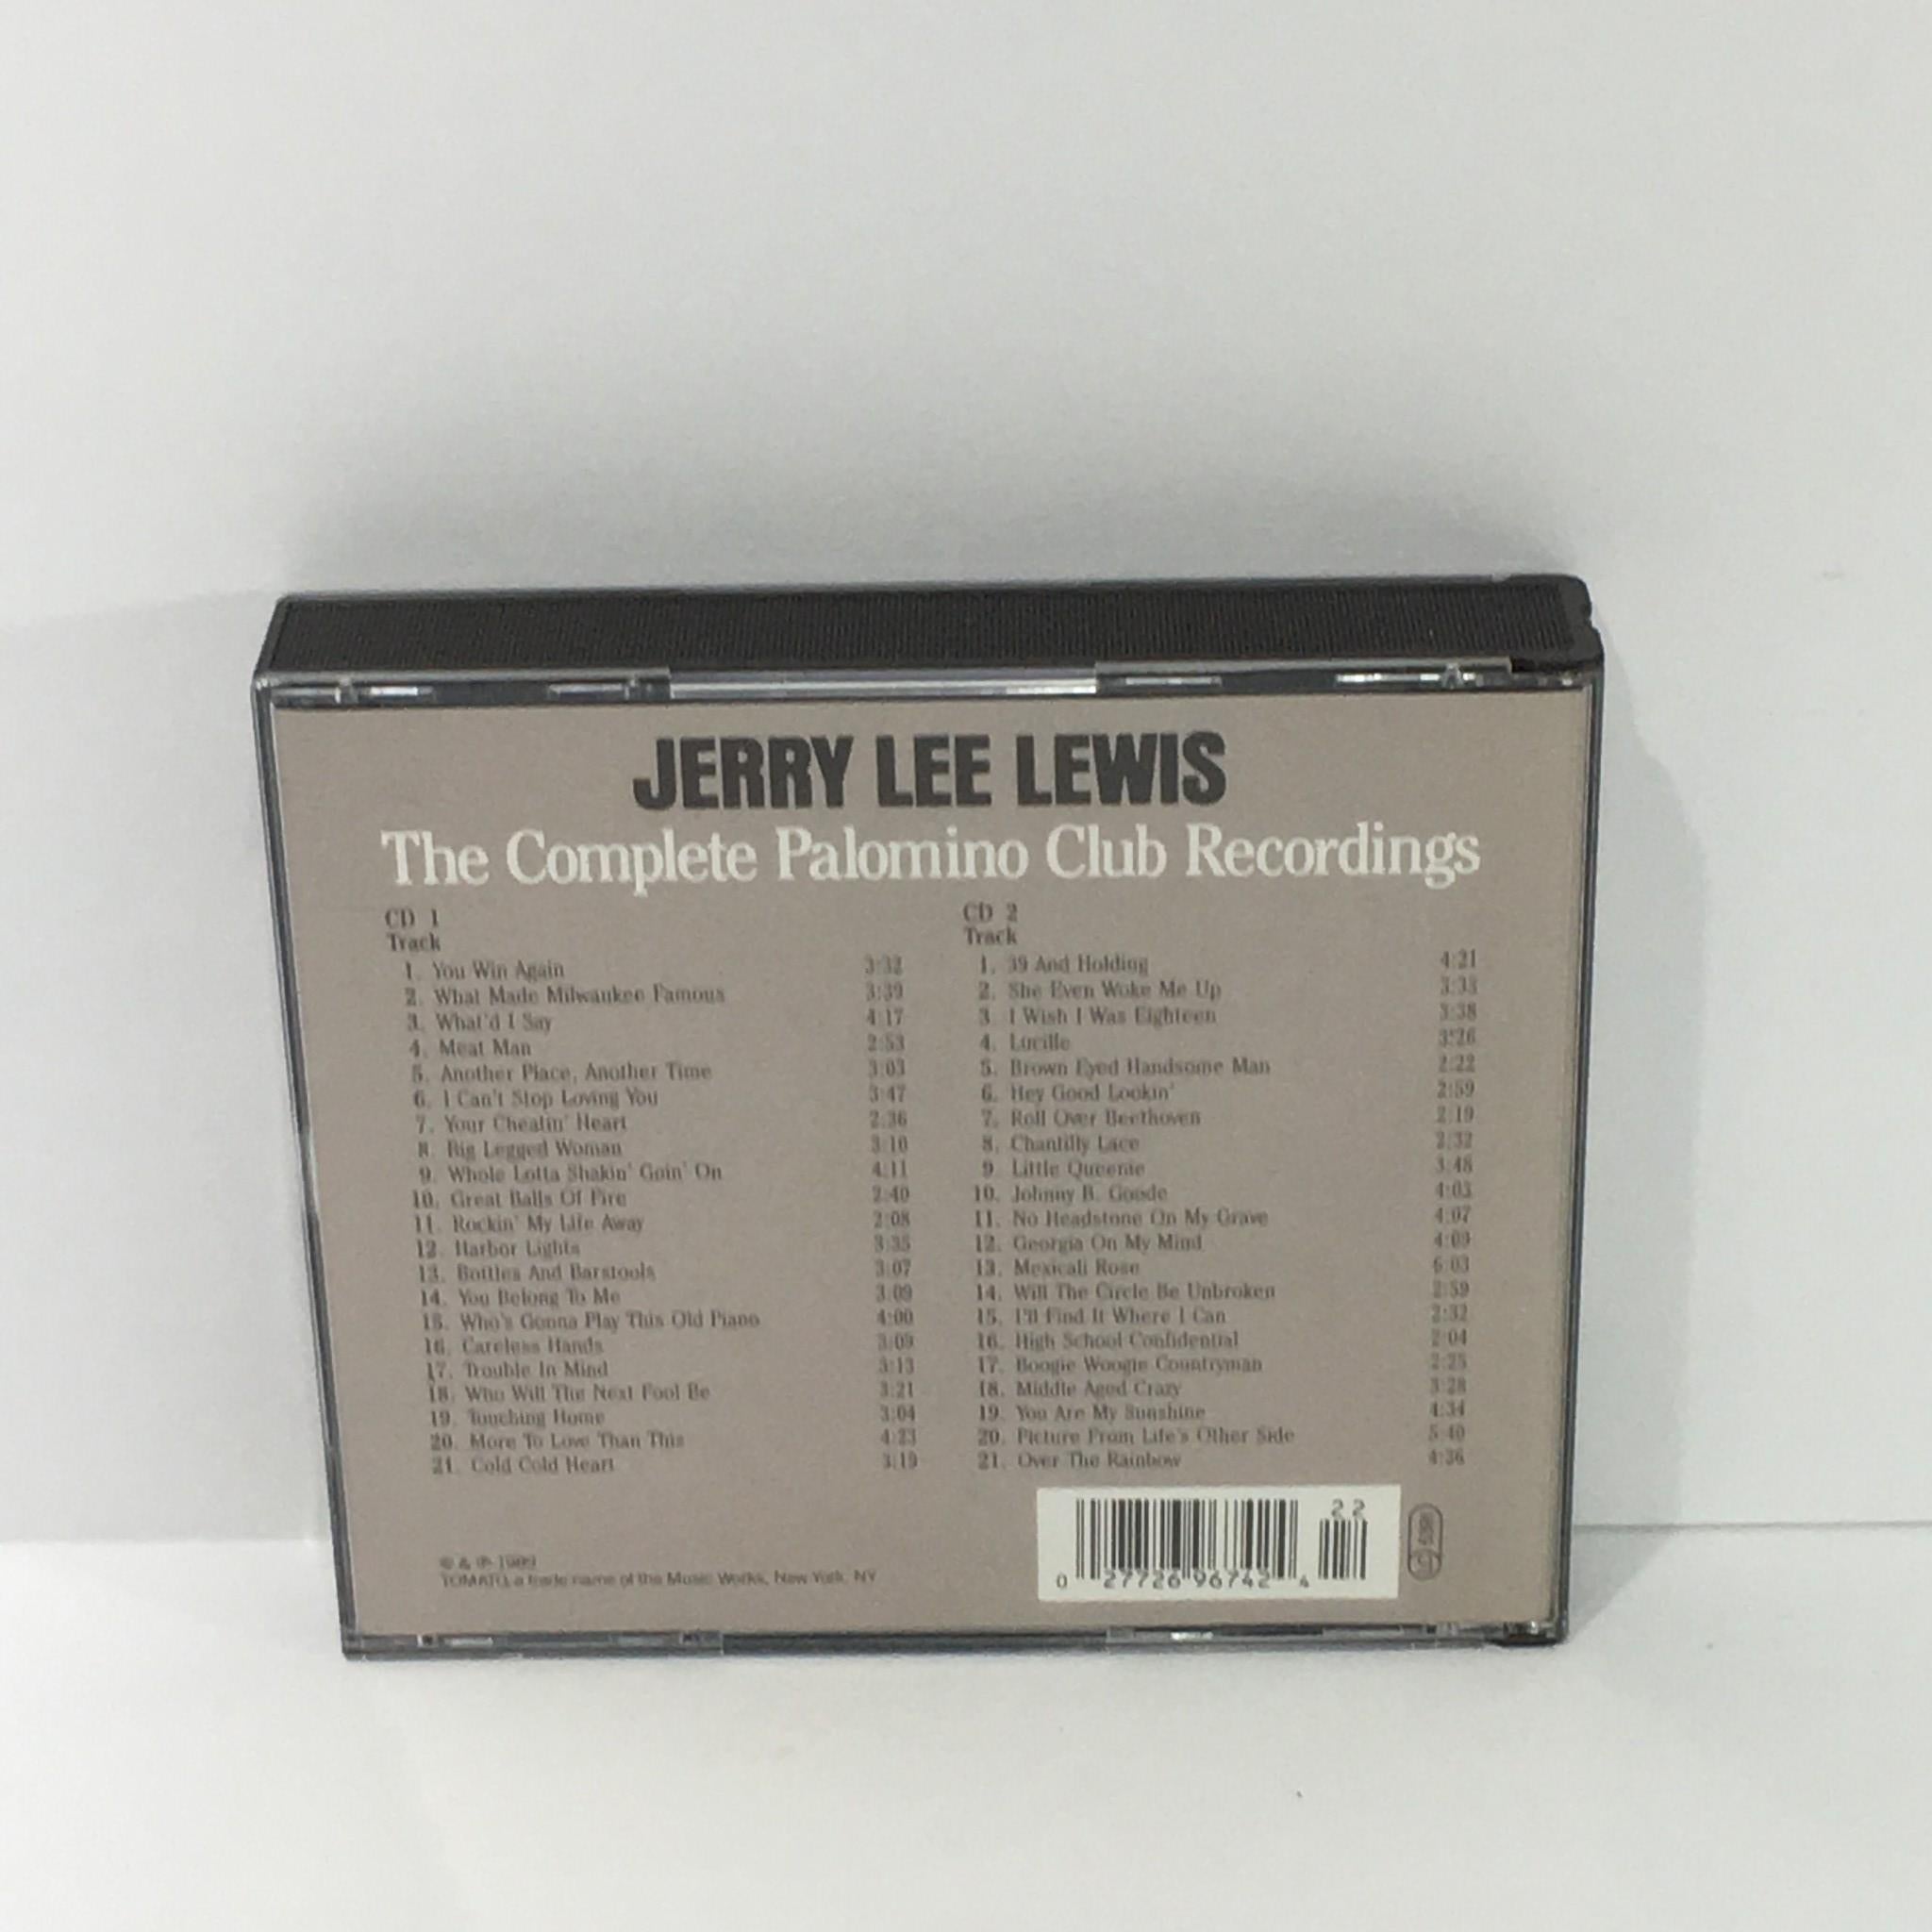 JERRY LEE LEWIS
The Complete Palomino Club Recordings
CD 1
Track
1. You Win Again 3:32
2. What Made Milwaukee Famous 3:39
3. What'd I Say 4:17
4. Meat Man 2:53
5. Another Place, Another Time 3:03
6. I Can't Stop Loving You 3:47
7. Your Cheatin' Heart 2:36
8. Big Legged Woman 3:10
9. Whole Lotta Shakin' Goin' On 4:11
10. Great Balls Of Fire 2:40
11. Rockin' My Life Away 2:08
12. Harbor Lights 3:35
13. Bottles And Barstools 3:07
14. You Belong To Me 3:09
15. Who's Gonna Play This Old Piano 4:00
16. Careless Hands 3:09
17. Trouble In Mind 3:13
18. Who Will The Next Fool Be 3:21
19. Touching Home 3:04
20. More To Love Than This 4:23
21. Cold Cold Heart 3:19
CD 2
Track
1. 39 And Holding 4:21
2. She Even Woke Me Up 3:33
3. I Wish I Was Eighteen 3:38
4. Lucille 3:26
5. Brown Eyed Handsome Man 2:22
6. Hey Good Lookin' 2:59
7. Roll Over Beethoven 2:19
8. Chantilly Lace 2:32
9. Little Queenie 3:48
10. Johnny B. Goode 4:03
11. No Headstone On My Grave 4:07
12. Georgia On My Mind 4:09
13. Mexicali Rose 6:03
14. Will The Circle Be Unbroken 2:59
15. I'll Find It Where I Can 2:32
16. High School Confidential 2:04
17. Boogie Woogie Countryman 2:25
18. Middle Aged Crazy 3:28
19. You Are My Sunshine 4:34
20. Picture From Life's Other Side 5:40
21. Over The Rainbow 4:36
© & ℗ 1989
TOMATO, a trade name of the Music Works, New York, NY
22
0 27726 96742 4